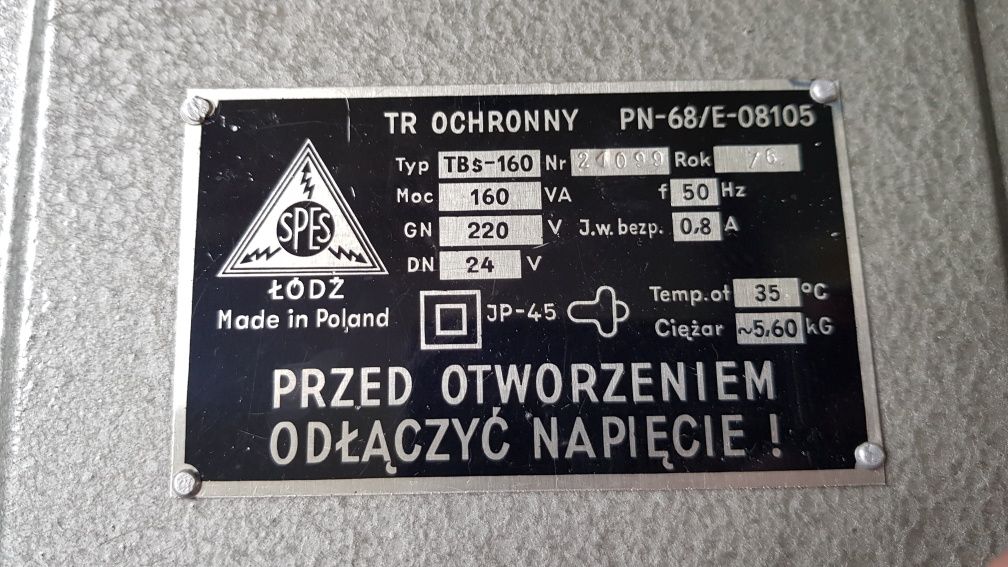 TR OCHRONNY PN-68/E-08105
Typ TBs-160 Nr 21099 Rok 76
Moc 160 VA f 50 Hz
GN 220 V J.w. bezp. 0,8 A
DN 24 V
SPES
ŁÓDŹ
Made in Poland
JP-45
Temp.ot 35 °C
Ciężar ~5,60 kG
PRZED OTWORZENIEM
ODŁĄCZYĆ NAPIĘCIE !